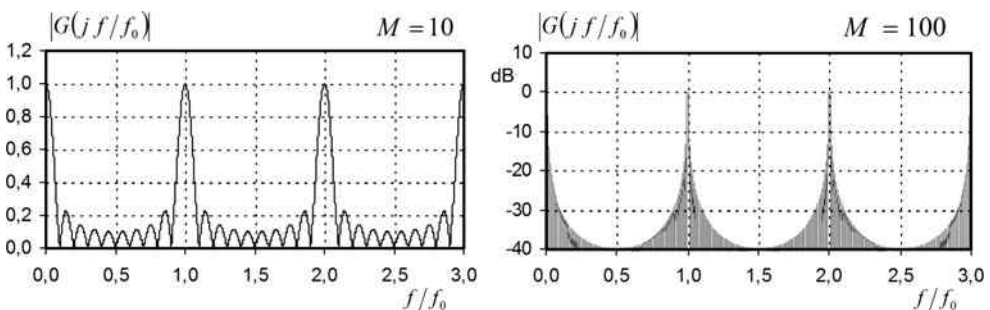 |G(j f/f₀)| M = 10
1,2
1,0
0,8
0,6
0,4
0,2
0,0
0,0 0,5 1,0 1,5 2,0 2,5 3,0
f/f₀
|G(j f/f₀)| M = 100
10
dB
0
-10
-20
-30
-40
0,0 0,5 1,0 1,5 2,0 2,5 3,0
f/f₀